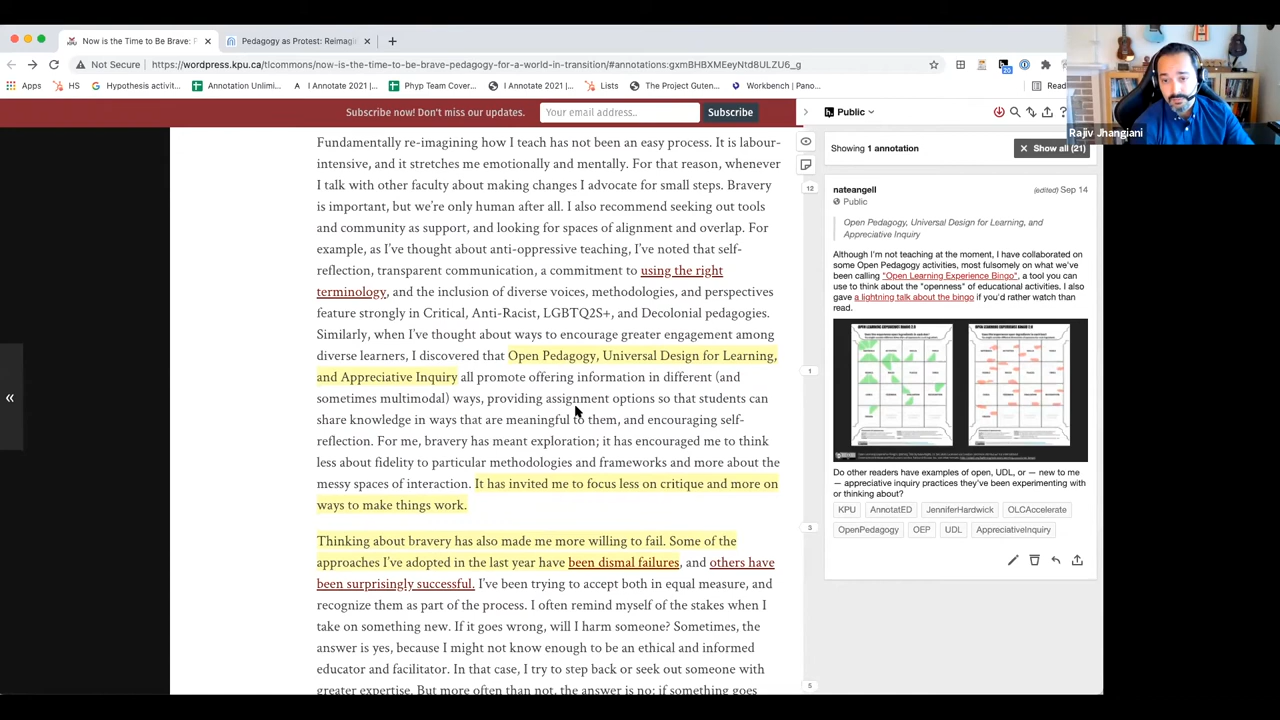 Now is the Time to Be Brave: P
Pedagogy as Protest: Reimagi
Not Secure
https://wordpress.kpu.ca/tlcommons/now-is-the-time-to-be-brave-pedagogy-for-a-world-in-transition/#annotations:gxmBHBXMEeyNtd8ULZU6_g
Apps
HS
Hypothesis activity...
Annotation Unlimi...
I Annotate 2021 |...
Phyp Team Cover...
I Annotate 2021 |...
Lists
The Project Guten...
Workbench | Pano...
Read
Rajiv Jhangiani
Subscribe now! Don't miss our updates.
Your email address..
Subscribe
Fundamentally re-imagining how I teach has not been an easy process. It is labour-
intensive, and it stretches me emotionally and mentally. For that reason, whenever
I talk with other faculty about making changes I advocate for small steps. Bravery
is important, but we're only human after all. I also recommend seeking out tools
and community as support, and looking for spaces of alignment and overlap. For
example, as I've thought about anti-oppressive teaching, I've noted that self-
reflection, transparent communication, a commitment to using the right
terminology, and the inclusion of diverse voices, methodologies, and perspectives
feature strongly in Critical, Anti-Racist, LGBTQ2S+, and Decolonial pedagogies.
Similarly, when I've thought about ways to encourage greater engagement among
diverse learners, I discovered that Open Pedagogy, Universal Design for Learning,
and Appreciative Inquiry all promote offering information in different (and
sometimes multimodal) ways, providing assignment options so that students can
share knowledge in ways that are meaningful to them, and encouraging self-
reflection. For me, bravery has meant exploration; it has encouraged me to think
less about fidelity to particular methodologies and frameworks and more about the
messy spaces of interaction. It has invited me to focus less on critique and more on
ways to make things work.
Thinking about bravery has also made me more willing to fail. Some of the
approaches I've adopted in the last year have been dismal failures, and others have
been surprisingly successful. I've been trying to accept both in equal measure, and
recognize them as part of the process. I often remind myself of the stakes when I
take on something new. If it goes wrong, will I harm someone? Sometimes, the
answer is yes, because I might not know enough to be an ethical and informed
educator and facilitator. In that case, I try to step back or seek out someone with
greater expertise. But more often than not, the answer is no: if something goes
12
1
3
5
Public
Showing 1 annotation
Show all (21)
nateangell
(edited) Sep 14
Public
Open Pedagogy, Universal Design for Learning, and
Appreciative Inquiry
Although I'm not teaching at the moment, I have collaborated on
some Open Pedagogy activities, most fulsomely on what we've
been calling "Open Learning Experience Bingo", a tool you can
use to think about the "openness" of educational activities. I also
gave a lightning talk about the bingo if you'd rather watch than
read.
Do other readers have examples of open, UDL, or — new to me
— appreciative inquiry practices they've been experimenting with
or thinking about?
KPU
AnnotatED
JenniferHardwick
OLCAccelerate
OpenPedagogy
OEP
UDL
AppreciativeInquiry